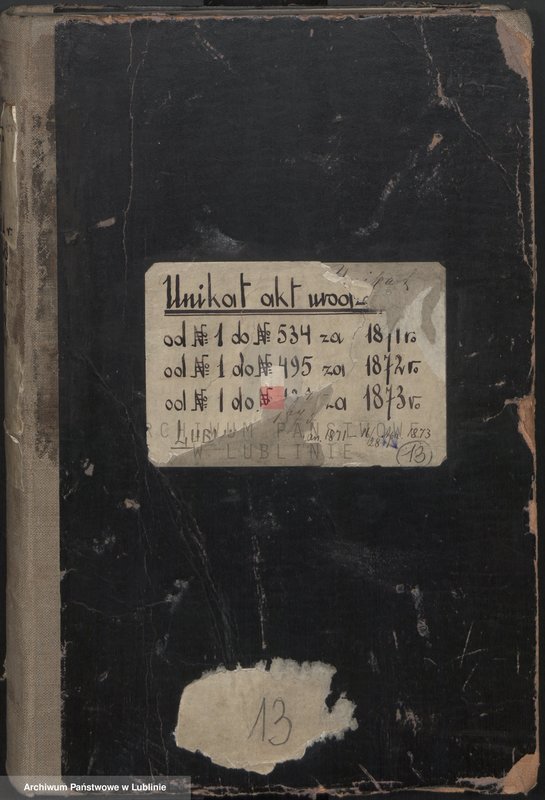 Unikat akt urodz
od № 1 do № 534 za 1871 r.
od № 1 do № 495 za 1872 r.
od № 1 do № za 1873 r.
ARCHIWUM PAŃSTWOWE
W LUBLINIE
1871 1873
(13)
13
Archiwum Państwowe w Lublinie